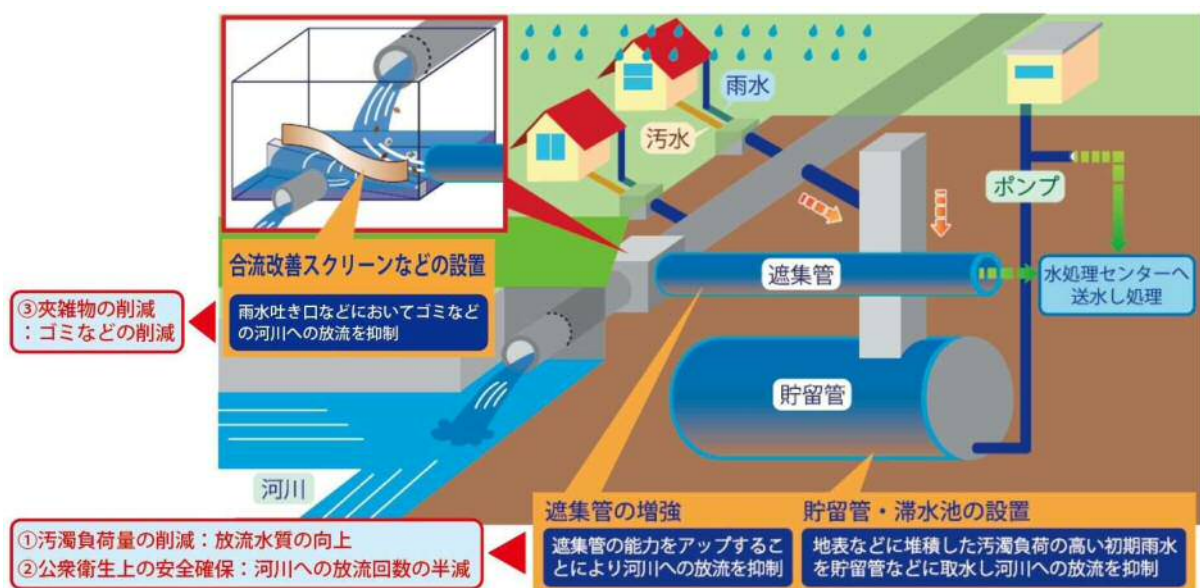 雨水
汚水
ポンプ
合流改善スクリーンなどの設置
雨水吐き口などにおいてゴミなど
の河川への放流を抑制
③夾雑物の削減
：ゴミなどの削減
遮集管
水処理センターへ
送水し処理
貯留管
河川
①汚濁負荷量の削減：放流水質の向上
②公衆衛生上の安全確保：河川への放流回数の半減
遮集管の増強
遮集管の能力をアップするこ
とにより河川への放流を抑制
貯留管・滞水池の設置
地表などに堆積した汚濁負荷の高い初期雨水
を貯留管などに取水し河川への放流を抑制